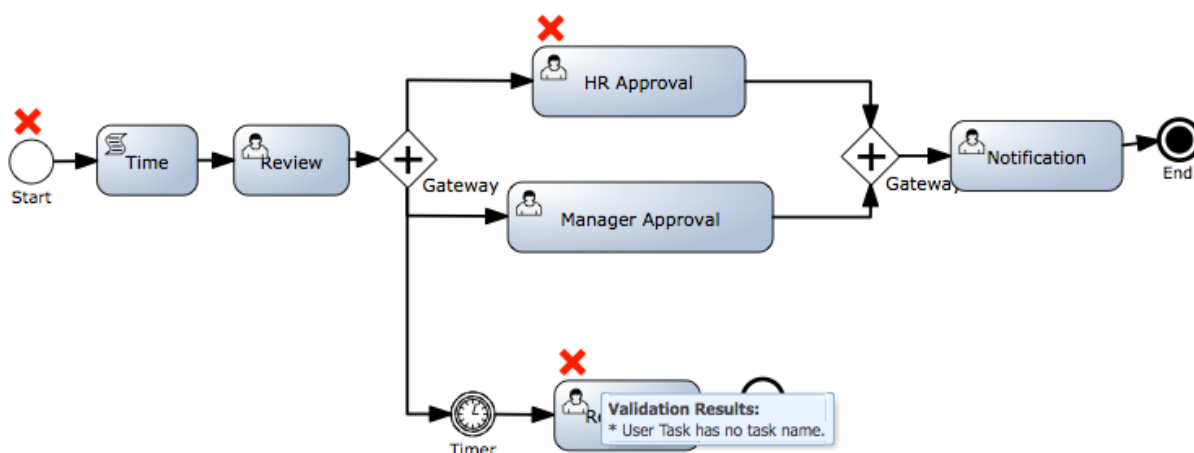 HR Approval
Start
Time
Review
Gateway
Manager Approval
Gateway
Notification
End
Timer
Validation Results:
* User Task has no task name.